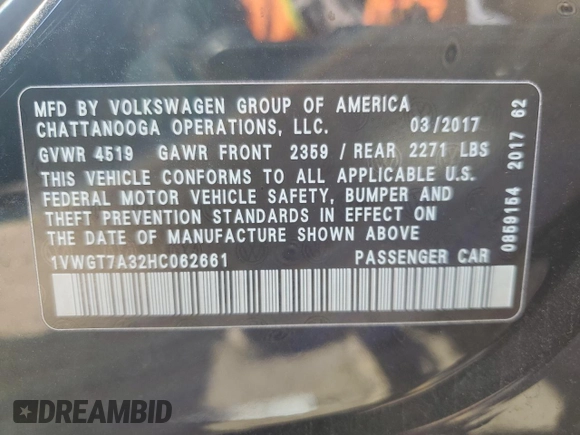 MFD BY VOLKSWAGEN GROUP OF AMERICA
CHATTANOOGA OPERATIONS, LLC. 03/2017
GVWR 4519 GAWR FRONT 2359 / REAR 2271 LBS
THIS VEHICLE CONFORMS TO ALL APPLICABLE U.S.
FEDERAL MOTOR VEHICLE SAFETY, BUMPER AND
THEFT PREVENTION STANDARDS IN EFFECT ON
THE DATE OF MANUFACTURE SHOWN ABOVE
1VWGT7A32HC062661 PASSENGER CAR
0859154 2017 62
DREAMBID